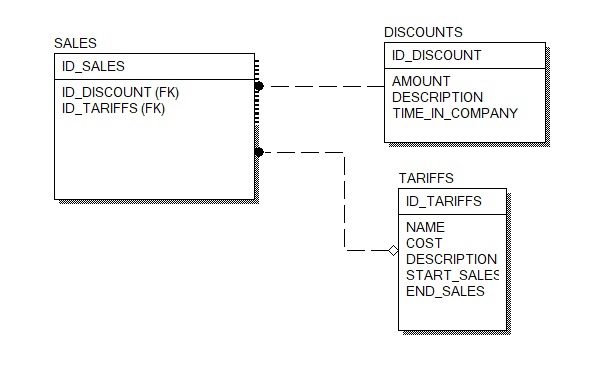 SALES
ID_SALES
ID_DISCOUNT (FK)
ID_TARIFFS (FK)
DISCOUNTS
ID_DISCOUNT
AMOUNT
DESCRIPTION
TIME_IN_COMPANY
TARIFFS
ID_TARIFFS
NAME
COST
DESCRIPTION
START_SALES
END_SALES